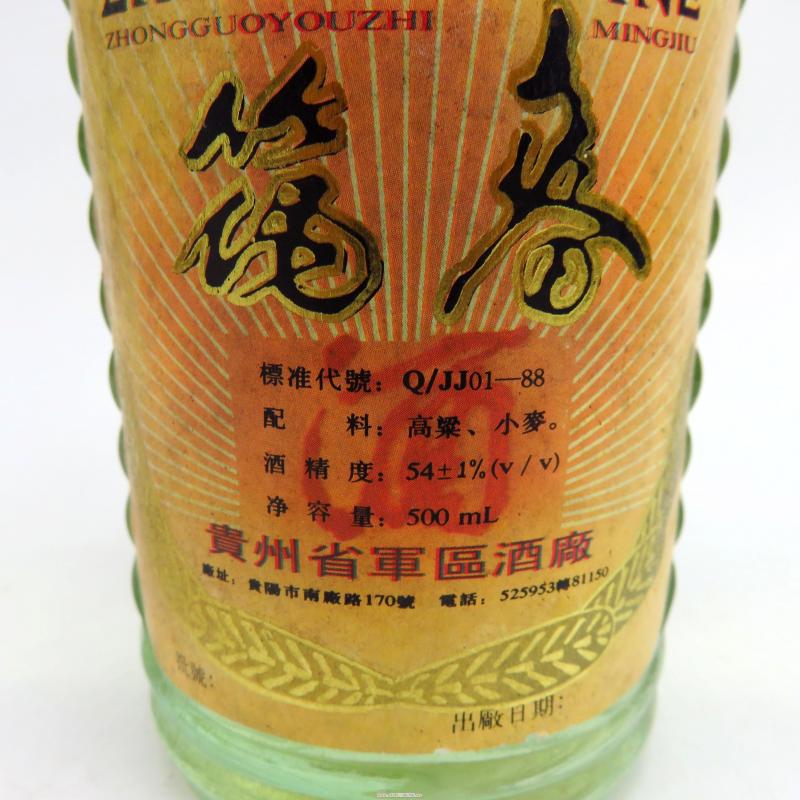 ZHONGGUOYOUZHI MINGJIU
筑春
酒
標准代號：Q/JJ01—88
配料：高粱、小麥。
酒精度：54±1%(v/v)
净容量：500 mL
貴州省軍區酒廠
廠址：貴陽市南廠路170號 電話：525953轉81150
批號：
出廠日期：